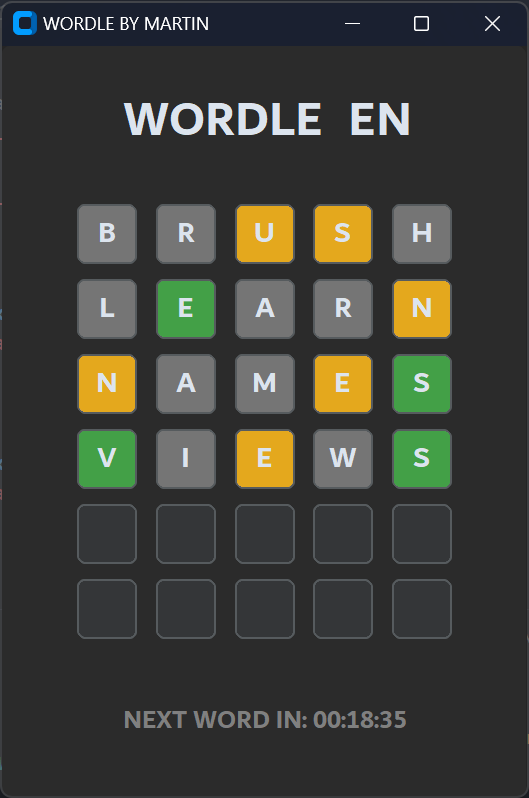 WORDLE BY MARTIN
WORDLE EN
B R U S H
L E A R N
N A M E S
V I E W S
NEXT WORD IN: 00:18:35